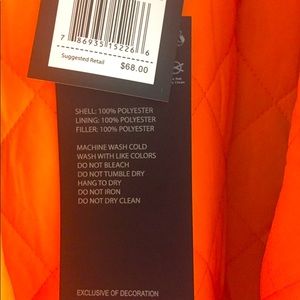 7 86935 15226 6
Suggested Retail
$68.00
SHELL: 100% POLYESTER
LINING: 100% POLYESTER
FILLER: 100% POLYESTER
MACHINE WASH COLD
WASH WITH LIKE COLORS
DO NOT BLEACH
DO NOT TUMBLE DRY
HANG TO DRY
DO NOT IRON
DO NOT DRY CLEAN
EXCLUSIVE OF DECORATION